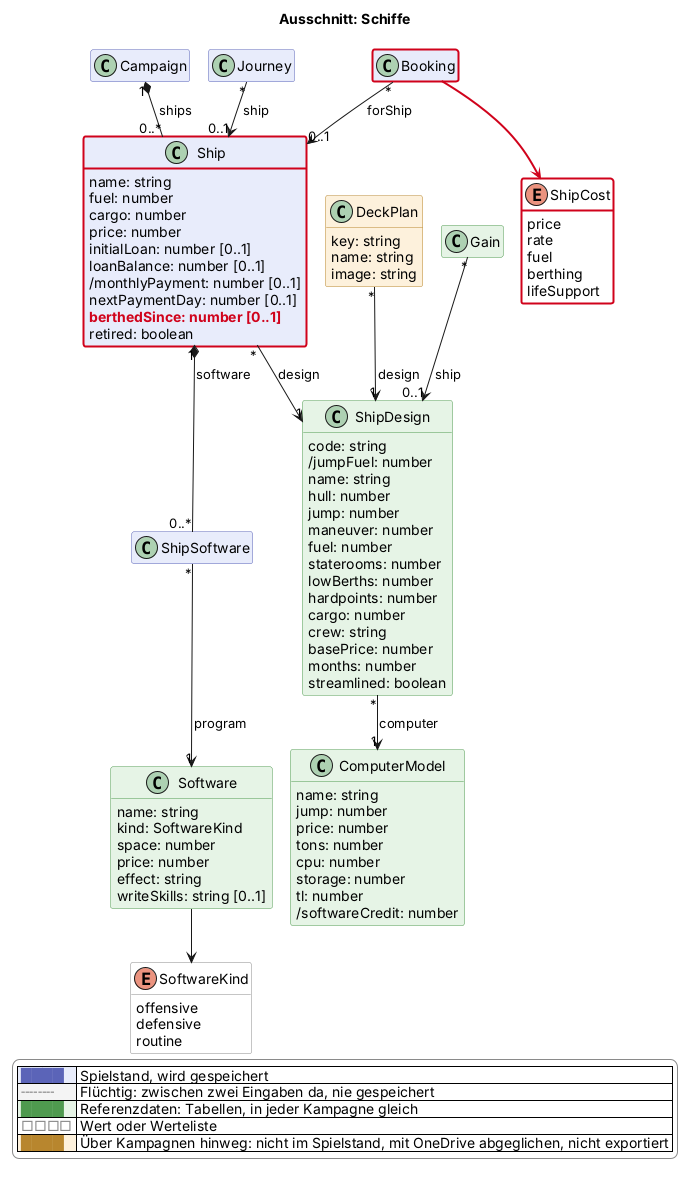 Ausschnitt: Schiffe
C Campaign
C Journey
C Booking
1
ships
0..*
*
ship
0..1
*
forShip
0..1
C Ship
name: string
fuel: number
cargo: number
price: number
initialLoan: number [0..1]
loanBalance: number [0..1]
/monthlyPayment: number [0..1]
nextPaymentDay: number [0..1]
berthedSince: number [0..1]
retired: boolean
C DeckPlan
key: string
name: string
image: string
C Gain
E ShipCost
price
rate
fuel
berthing
lifeSupport
1
software
0..*
*
design
1
*
design
1
*
ship
0..1
C ShipDesign
code: string
/jumpFuel: number
name: string
hull: number
jump: number
maneuver: number
fuel: number
staterooms: number
lowBerths: number
hardpoints: number
cargo: number
crew: string
basePrice: number
months: number
streamlined: boolean
C ShipSoftware
*
program
1
*
computer
1
C Software
name: string
kind: SoftwareKind
space: number
price: number
effect: string
writeSkills: string [0..1]
C ComputerModel
name: string
jump: number
price: number
tons: number
cpu: number
storage: number
tl: number
/softwareCredit: number
E SoftwareKind
offensive
defensive
routine
Spielstand, wird gespeichert
-------- Flüchtig: zwischen zwei Eingaben da, nie gespeichert
Referenzdaten: Tabellen, in jeder Kampagne gleich
□□□□ Wert oder Werteliste
Über Kampagnen hinweg: nicht im Spielstand, mit OneDrive abgeglichen, nicht exportiert